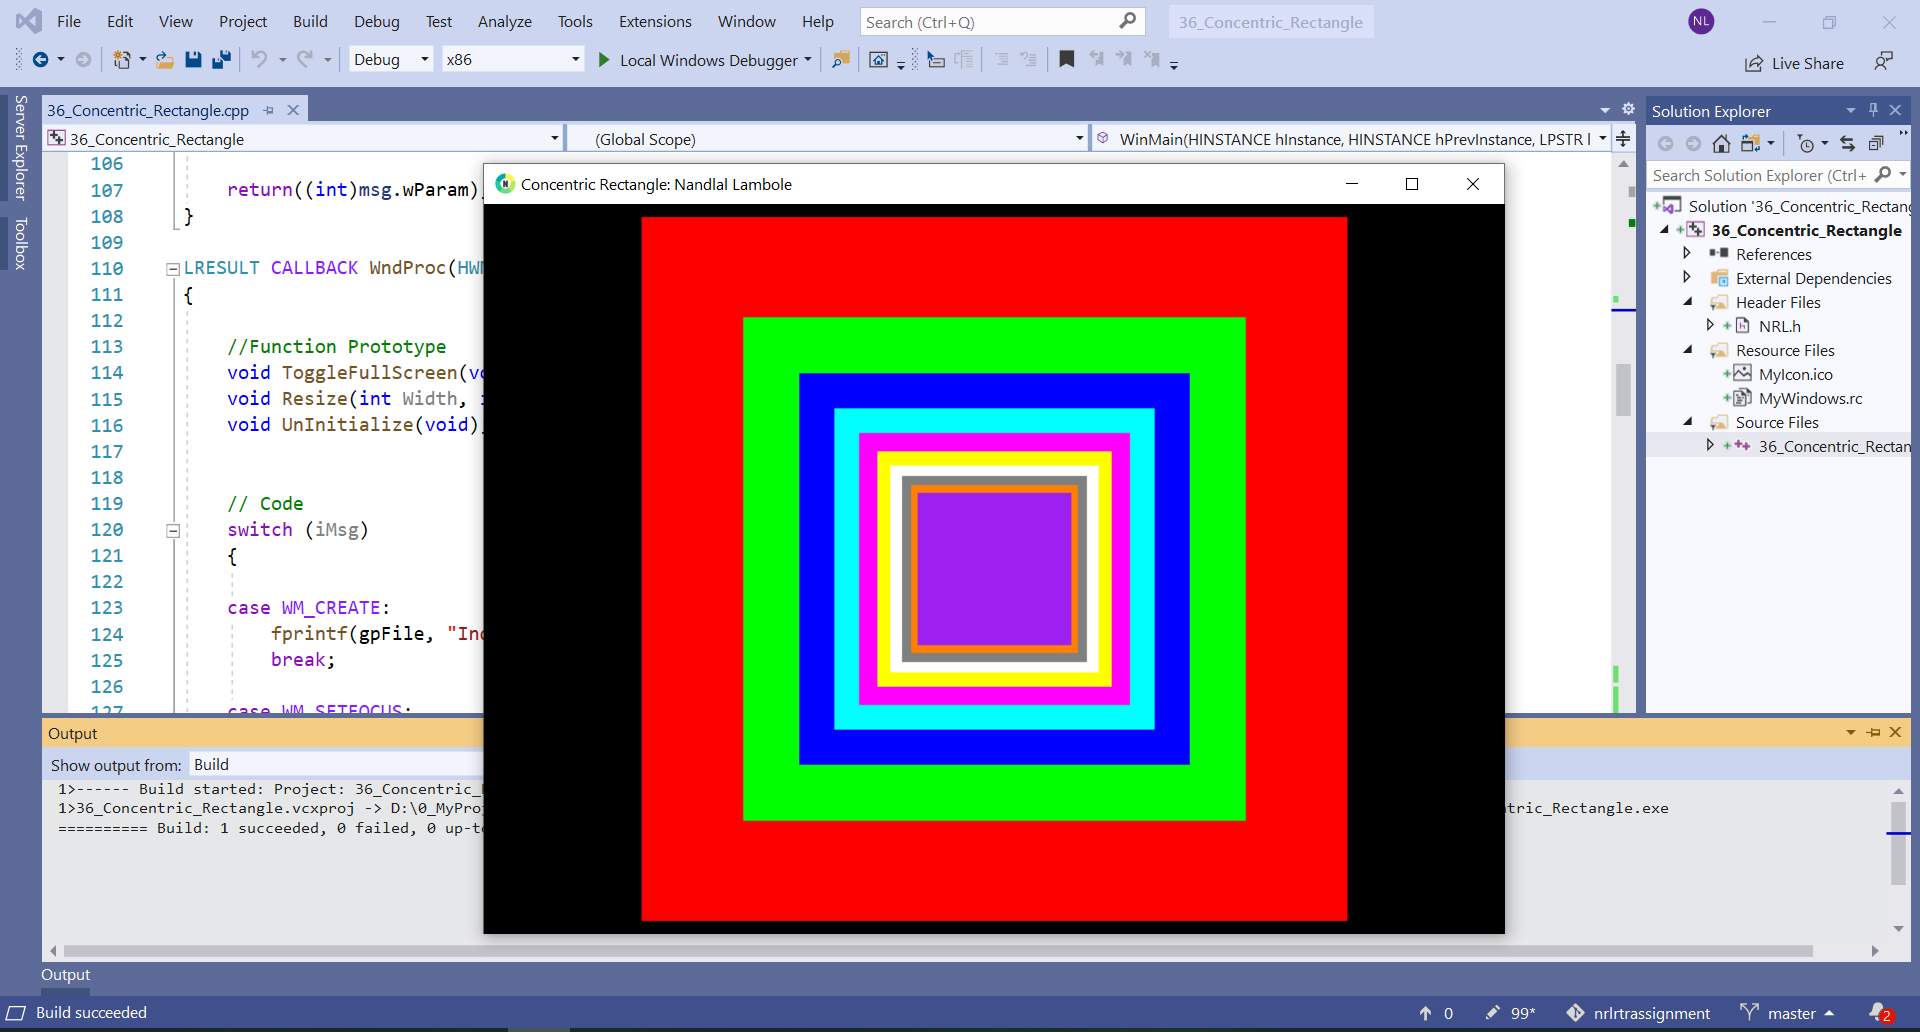 File Edit View Project Build Debug Test Analyze Tools Extensions Window Help Search (Ctrl+Q) 36_Concentric_Rectangle NL
Debug x86 Local Windows Debugger Live Share
Server Explorer
Toolbox
36_Concentric_Rectangle.cpp
36_Concentric_Rectangle (Global Scope) WinMain(HINSTANCE hInstance, HINSTANCE hPrevInstance, LPSTR l
106
107 return((int)msg.wParam)
108 }
109
110 LRESULT CALLBACK WndProc(HW
111 {
112
113 //Function Prototype
114 void ToggleFullScreen(v
115 void Resize(int Width,
116 void UnInitialize(void)
117
118
119 // Code
120 switch (iMsg)
121 {
122
123 case WM_CREATE:
124 fprintf(gpFile, "In
125 break;
126
127 case WM_SETFOCUS:
Concentric Rectangle: Nandlal Lambole
Solution Explorer
Search Solution Explorer (Ctrl+
Solution '36_Concentric_Rectang
36_Concentric_Rectangle
References
External Dependencies
Header Files
NRL.h
Resource Files
MyIcon.ico
MyWindows.rc
Source Files
36_Concentric_Rectan
Output
Show output from: Build
1>------ Build started: Project: 36_Concentric_
1>36_Concentric_Rectangle.vcxproj -> D:\0_MyPro tric_Rectangle.exe
========== Build: 1 succeeded, 0 failed, 0 up-t
Output
Build succeeded 0 99* nrlrtrassignment master 2